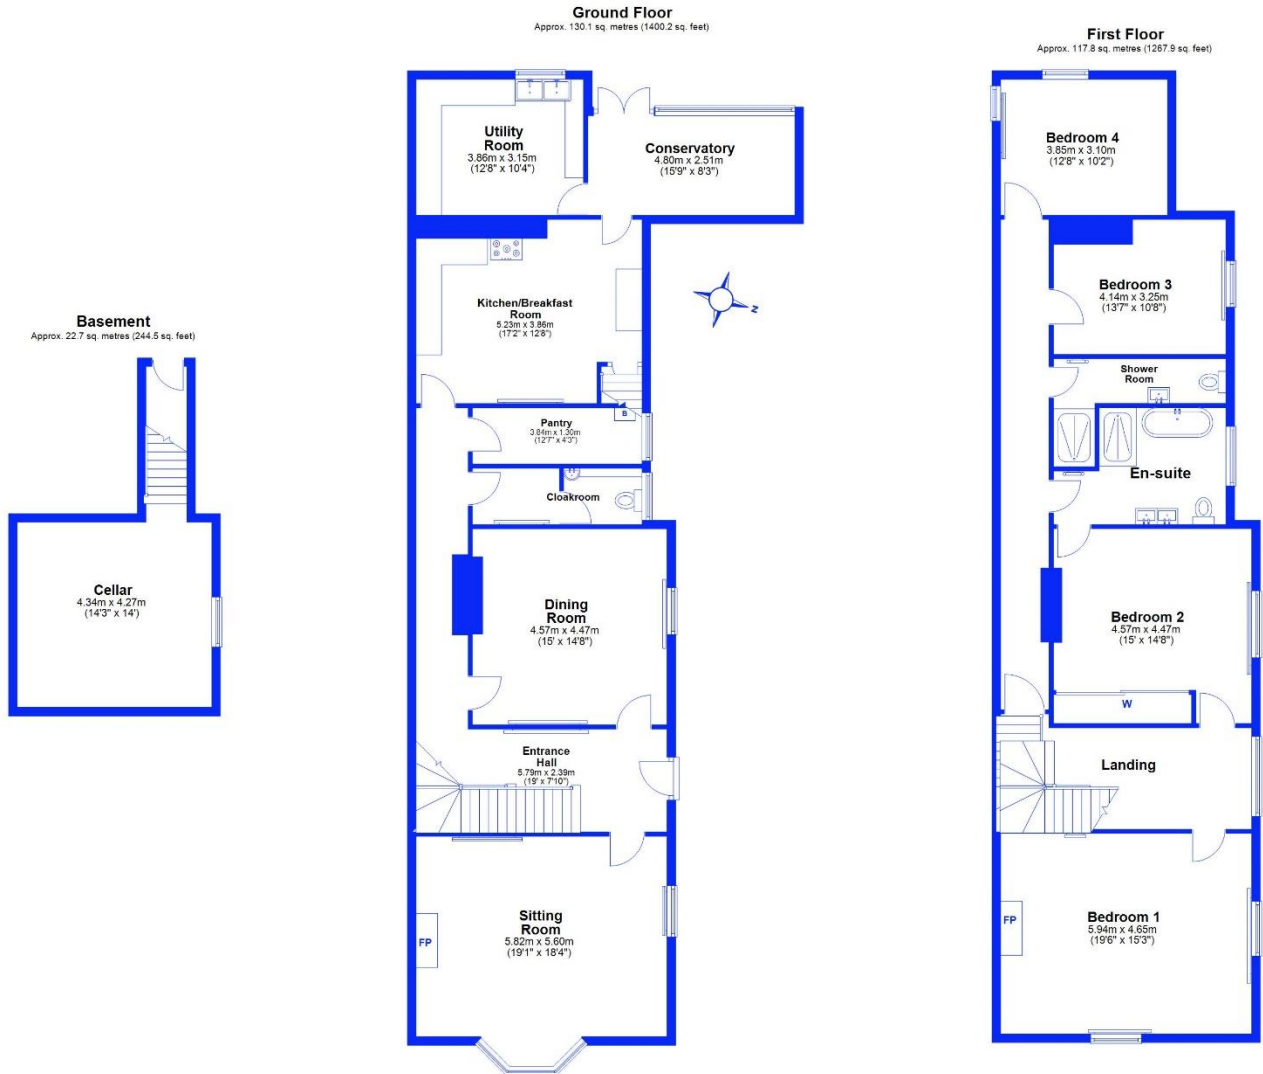 Basement
Approx. 22.7 sq. metres (244.5 sq. feet)
Cellar
4.34m x 4.27m
(14'3" x 14')
Ground Floor
Approx. 130.1 sq. metres (1400.2 sq. feet)
Utility
Room
3.86m x 3.15m
(12'8" x 10'4")
Conservatory
4.80m x 2.51m
(15'9" x 8'3")
Kitchen/Breakfast
Room
5.23m x 3.86m
(17'2" x 12'8")
N
B
Pantry
3.84m x 1.30m
(12'7" x 4'3")
Cloakroom
Dining
Room
4.57m x 4.47m
(15' x 14'8")
Entrance
Hall
5.79m x 2.39m
(19' x 7'10")
Sitting
Room
5.82m x 5.60m
(19'1" x 18'4")
FP
First Floor
Approx. 117.8 sq. metres (1267.9 sq. feet)
Bedroom 4
3.85m x 3.10m
(12'8" x 10'2")
Bedroom 3
4.14m x 3.25m
(13'7" x 10'8")
Shower
Room
En-suite
Bedroom 2
4.57m x 4.47m
(15' x 14'8")
W
Landing
Bedroom 1
5.94m x 4.65m
(19'6" x 15'3")
FP